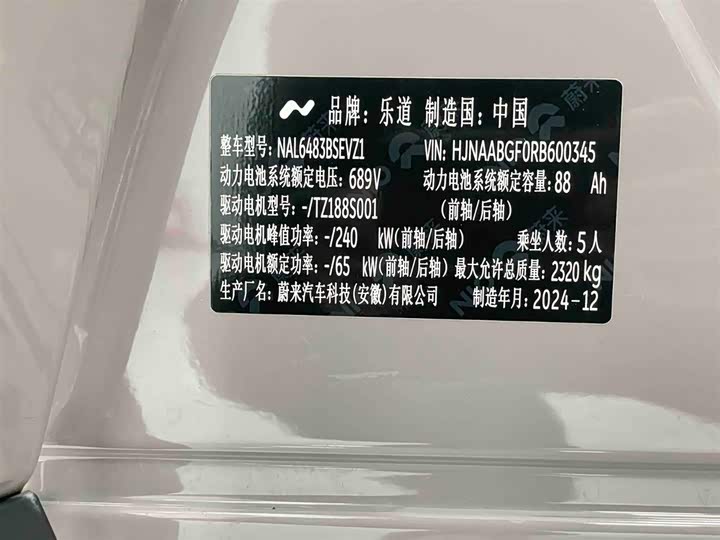 品牌：乐道 制造国：中国
整车型号：NAL6483BSEVZ1 VIN：HJNAABGF0RB600345
动力电池系统额定电压：689V 动力电池系统额定容量：88 Ah
驱动电机型号：-/TZ188S001 （前轴/后轴）
驱动电机峰值功率：-/240 kW(前轴/后轴) 乘坐人数：5人
驱动电机额定功率：-/65 kW(前轴/后轴) 最大允许总质量：2320kg
生产厂名：蔚来汽车科技(安徽)有限公司 制造年月：2024-12